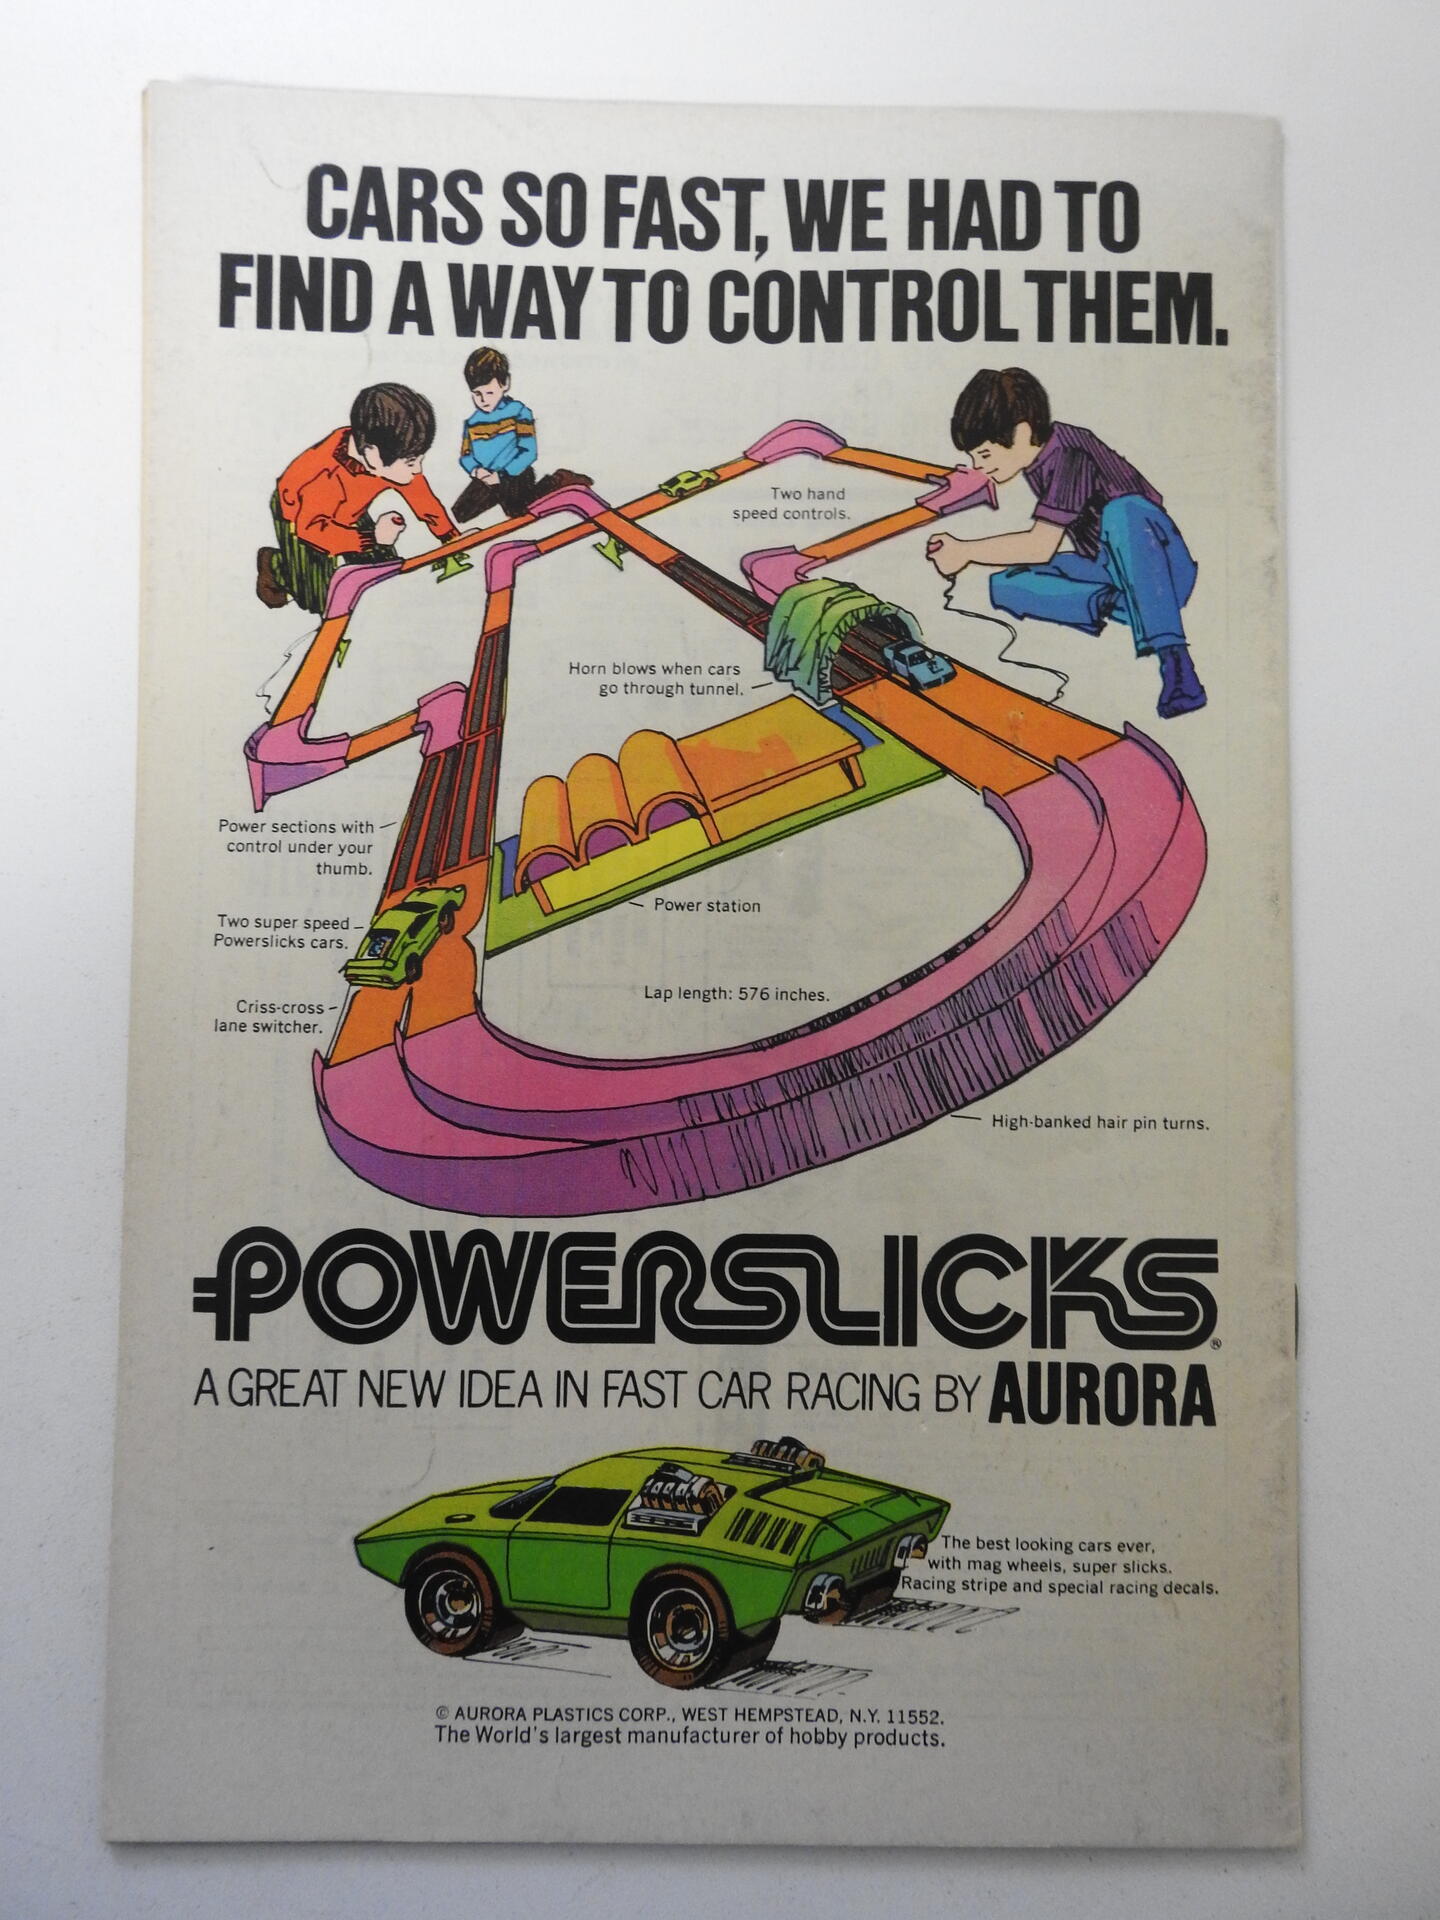 CARS SO FAST, WE HAD TO
FIND A WAY TO CONTROL THEM.
Two hand
speed controls.
Horn blows when cars
go through tunnel.
Power sections with
control under your
thumb.
Power station
Two super speed
Powerslicks cars.
Lap length: 576 inches.
Criss-cross
lane switcher.
High-banked hair pin turns.
POWERSLICKS®
A GREAT NEW IDEA IN FAST CAR RACING BY AURORA
The best looking cars ever,
with mag wheels, super slicks.
Racing stripe and special racing decals.
© AURORA PLASTICS CORP., WEST HEMPSTEAD, N.Y. 11552.
The World's largest manufacturer of hobby products.